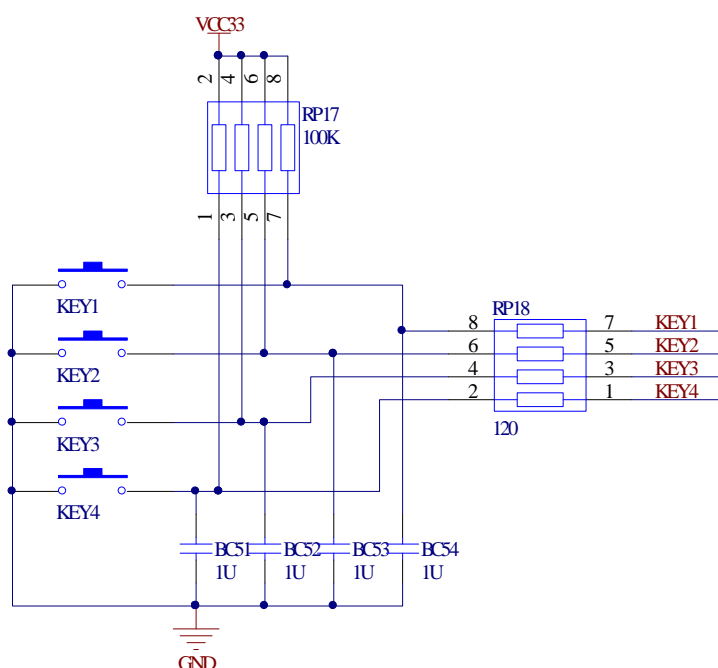 VCC33
2 4 6 8
RP17
100K
1 3 5 7
KEY1
RP18
8 7 KEY1
6 5 KEY2
KEY2
4 3 KEY3
2 1 KEY4
120
KEY3
KEY4
BC51 BC52 BC53 BC54
1U 1U 1U 1U
GND